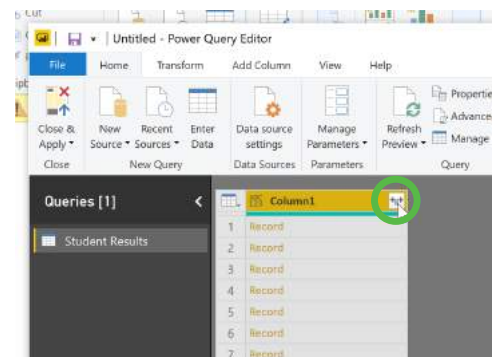 Cut
Untitled - Power Query Editor
File Home Transform Add Column View Help
Close & Apply New Source Recent Sources Enter Data Data source settings Manage Parameters Refresh Preview Properties
Advance
Manage
Close New Query Data Sources Parameters Query
Queries [1] Column1
Student Results
1 Record
2 Record
3 Record
4 Record
5 Record
6 Record
7 Record